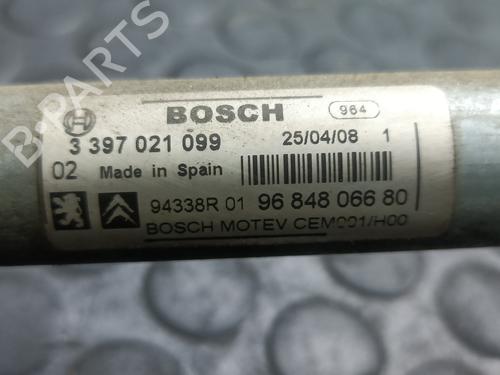 BOSCH 964
3 397 021 099 25/04/08 1
02 Made in Spain
94338R 01 96 848 066 80
BOSCH MOTEV CEM001/H00
B-PARTS